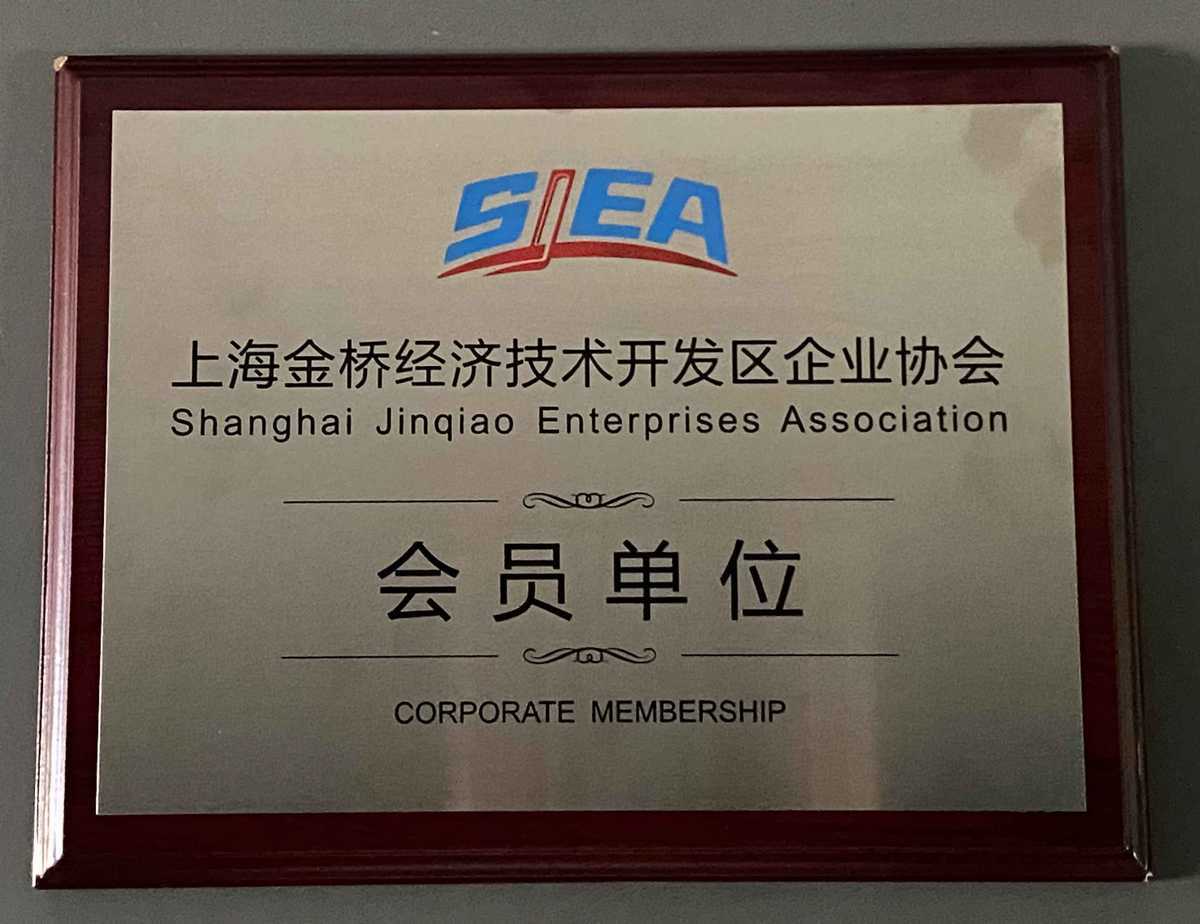 SJEA
上海金桥经济技术开发区企业协会
Shanghai Jinqiao Enterprises Association
会员单位
CORPORATE MEMBERSHIP